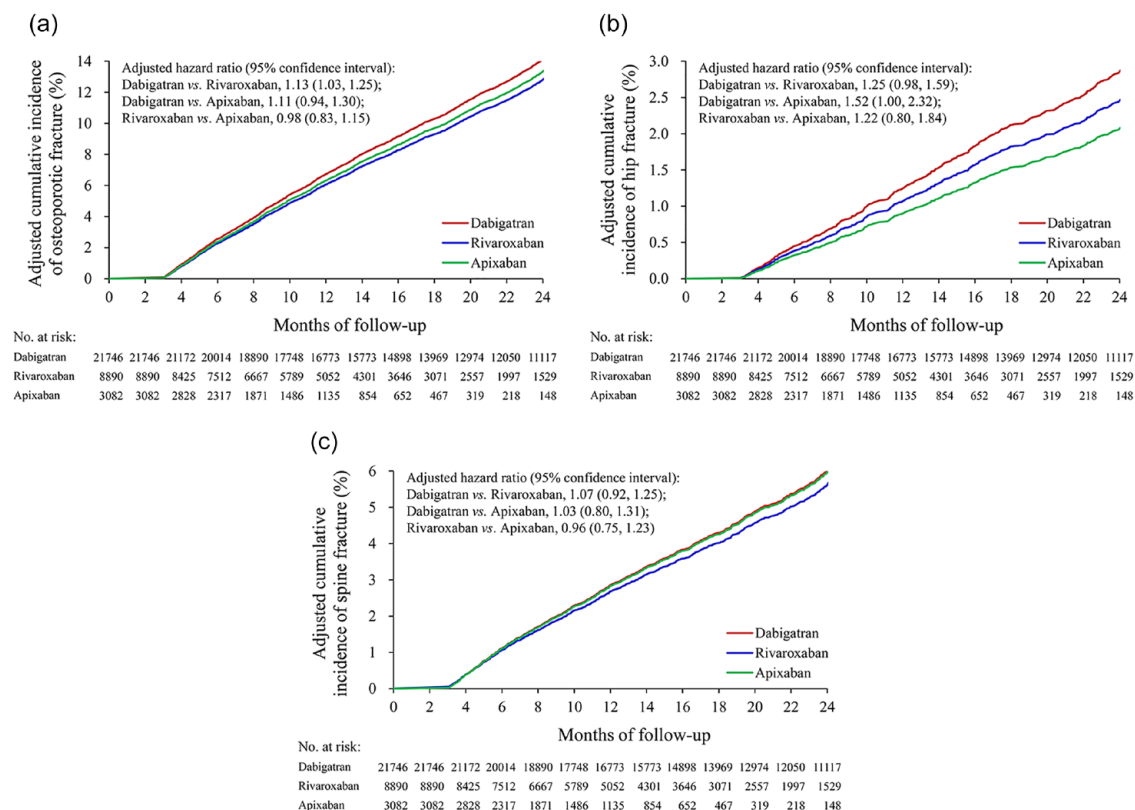 (a)
Adjusted cumulative incidence
of osteoporotic fracture (%)
14
12
10
8
6
4
2
0
Adjusted hazard ratio (95% confidence interval):
Dabigatran vs. Rivaroxaban, 1.13 (1.03, 1.25);
Dabigatran vs. Apixaban, 1.11 (0.94, 1.30);
Rivaroxaban vs. Apixaban, 0.98 (0.83, 1.15)
Dabigatran
Rivaroxaban
Apixaban
0 2 4 6 8 10 12 14 16 18 20 22 24
Months of follow-up
No. at risk:
Dabigatran 21746 21746 21172 20014 18890 17748 16773 15773 14898 13969 12974 12050 11117
Rivaroxaban 8890 8890 8425 7512 6667 5789 5052 4301 3646 3071 2557 1997 1529
Apixaban 3082 3082 2828 2317 1871 1486 1135 854 652 467 319 218 148
(b)
Adjusted cumulative
incidence of hip fracture (%)
3.0
2.5
2.0
1.5
1.0
0.5
0.0
Adjusted hazard ratio (95% confidence interval):
Dabigatran vs. Rivaroxaban, 1.25 (0.98, 1.59);
Dabigatran vs. Apixaban, 1.52 (1.00, 2.32);
Rivaroxaban vs. Apixaban, 1.22 (0.80, 1.84)
Dabigatran
Rivaroxaban
Apixaban
0 2 4 6 8 10 12 14 16 18 20 22 24
Months of follow-up
No. at risk:
Dabigatran 21746 21746 21172 20014 18890 17748 16773 15773 14898 13969 12974 12050 11117
Rivaroxaban 8890 8890 8425 7512 6667 5789 5052 4301 3646 3071 2557 1997 1529
Apixaban 3082 3082 2828 2317 1871 1486 1135 854 652 467 319 218 148
(c)
Adjusted cumulative
incidence of spine fracture (%)
6
5
4
3
2
1
0
Adjusted hazard ratio (95% confidence interval):
Dabigatran vs. Rivaroxaban, 1.07 (0.92, 1.25);
Dabigatran vs. Apixaban, 1.03 (0.80, 1.31);
Rivaroxaban vs. Apixaban, 0.96 (0.75, 1.23)
Dabigatran
Rivaroxaban
Apixaban
0 2 4 6 8 10 12 14 16 18 20 22 24
Months of follow-up
No. at risk:
Dabigatran 21746 21746 21172 20014 18890 17748 16773 15773 14898 13969 12974 12050 11117
Rivaroxaban 8890 8890 8425 7512 6667 5789 5052 4301 3646 3071 2557 1997 1529
Apixaban 3082 3082 2828 2317 1871 1486 1135 854 652 467 319 218 148